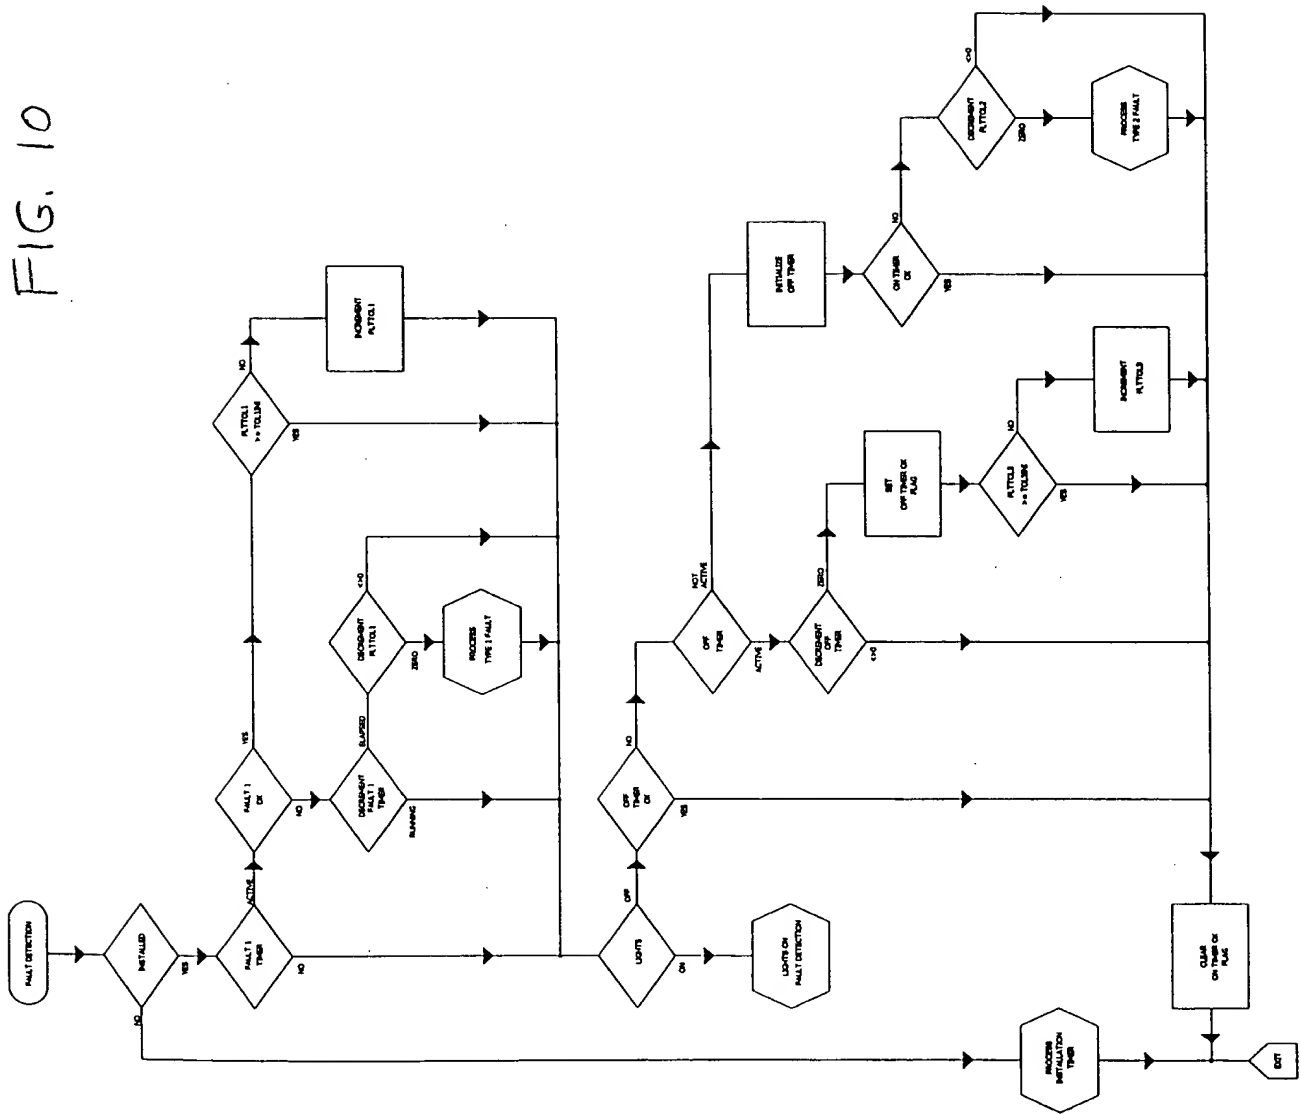 FIG. 10
FAULT DETECTION
INSTALLED
NO
YES
FAULT 1
TIMER
ACTIVE
NO
FAULT 1
OK
YES
NO
FLTTOL1
>= TOL1INI
NO
YES
INCREMENT
FLTTOL1
DECREMENT
FAULT 1
TIMER
ELAPSED
RUNNING
DECREMENT
FLTTOL1
<>0
ZERO
PROCESS
TYPE 1 FAULT
LIGHTS
OFF
ON
LIGHTS ON
FAULT DETECTION
OFF
TIMER
OK
NO
YES
OFF
TIMER
NOT
ACTIVE
ACTIVE
DECREMENT
OFF
TIMER
ZERO
<>0
INITIALIZE
OFF TIMER
ON TIMER
OK
NO
YES
DECREMENT
FLTTOL2
<>0
ZERO
PROCESS
TYPE 2 FAULT
SET
OFF TIMER OK
FLAG
FLTTOL3
>= TOL3INI
NO
YES
INCREMENT
FLTTOL3
CLEAR
ON TIMER OK
FLAG
PROCESS
INSTALLATION
TIMER
EXIT